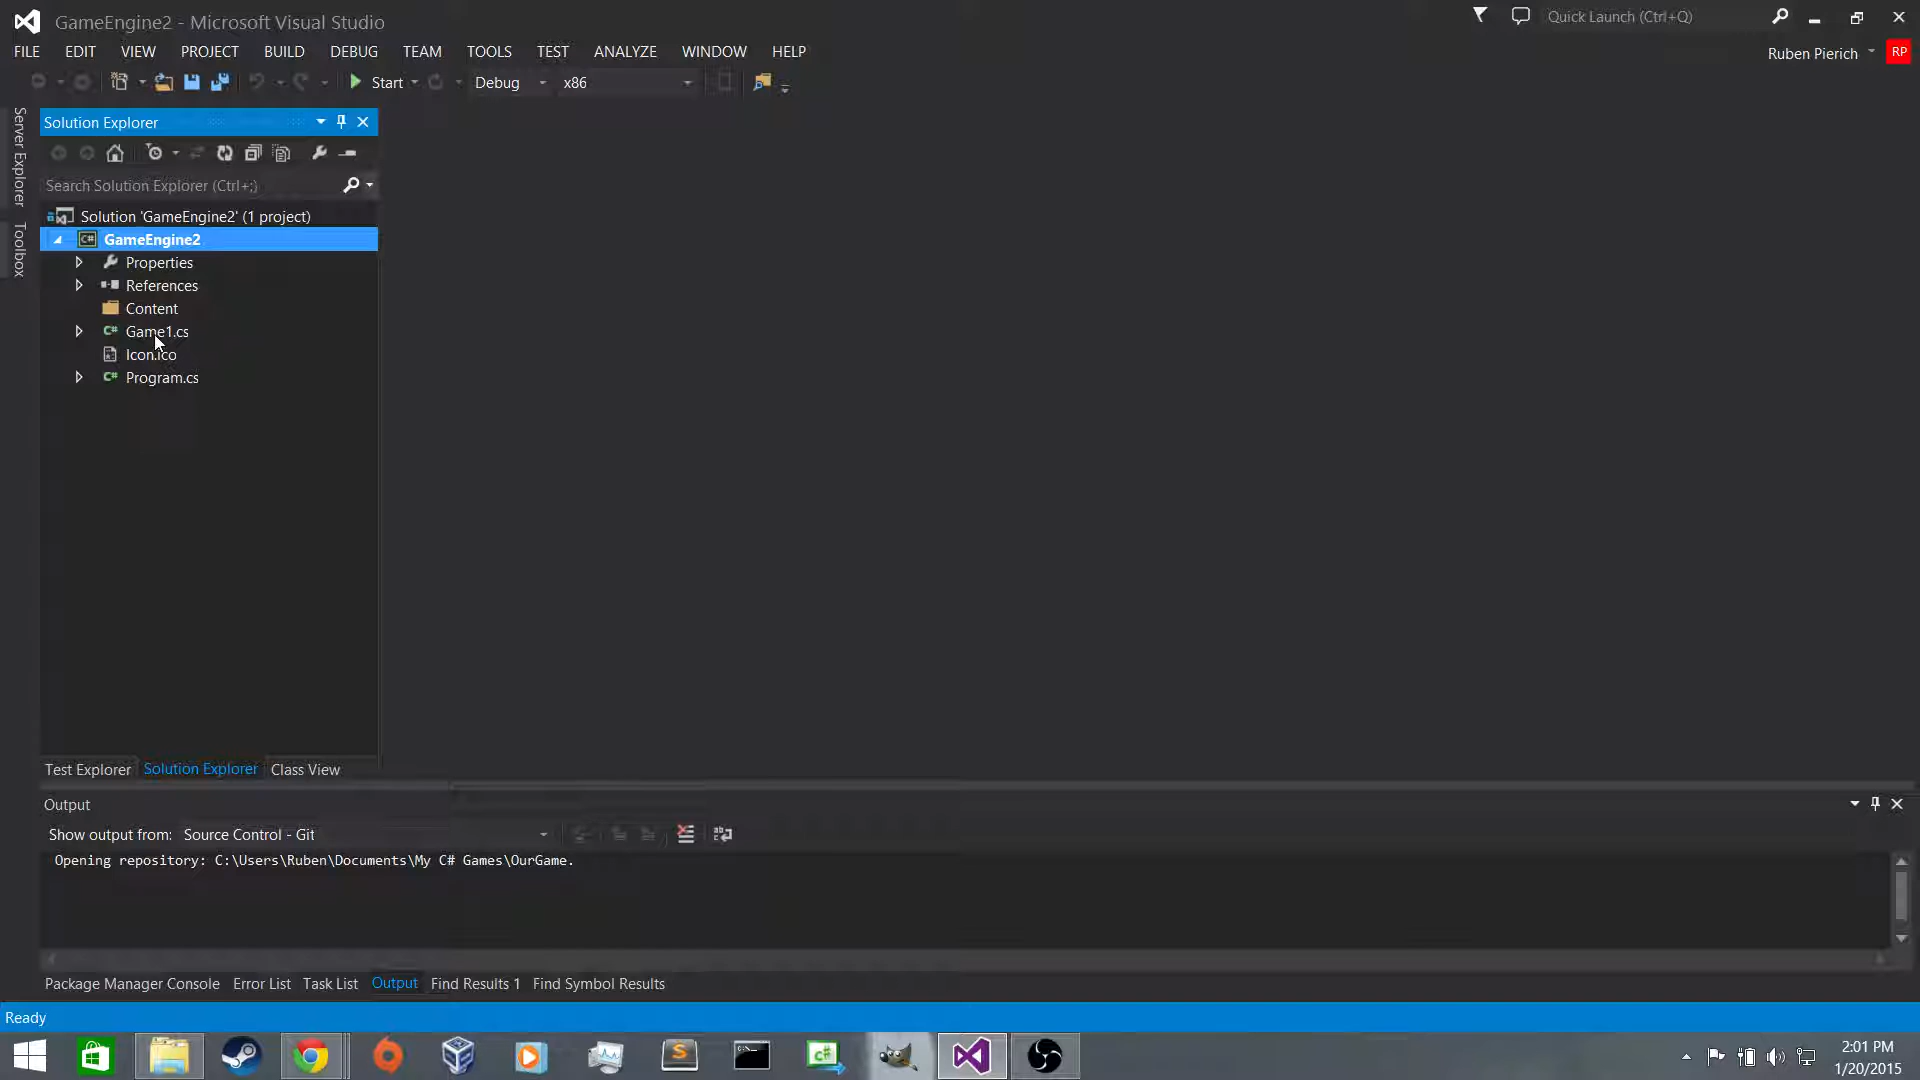 GameEngine2 - Microsoft Visual Studio
Quick Launch (Ctrl+Q)
FILE EDIT VIEW PROJECT BUILD DEBUG TEAM TOOLS TEST ANALYZE WINDOW HELP
Ruben Pierich RP
Start Debug x86
Server Explorer
Toolbox
Solution Explorer
Search Solution Explorer (Ctrl+;)
Solution 'GameEngine2' (1 project)
C# GameEngine2
Properties
References
Content
C# Game1.cs
Icon.ico
C# Program.cs
Test Explorer Solution Explorer Class View
Output
Show output from: Source Control - Git
Opening repository: C:\Users\Ruben\Documents\My C# Games\OurGame.
Package Manager Console Error List Task List Output Find Results 1 Find Symbol Results
Ready
2:01 PM
1/20/2015